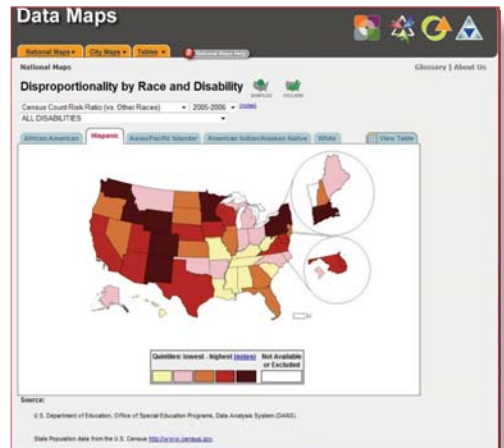 Data Maps
National Maps City Maps Tables National Maps Help
National Maps Glossary | About Us
Disproportionality by Race and Disability
Census Count Risk Ratio (vs. Other Races) 2005-2006 (notes)
ALL DISABILITIES
African-American Hispanic Asian/Pacific Islander American Indian/Alaskan Native White View Table
Quintiles: lowest - highest (notes) Not Available
or Excluded
Source:
U.S. Department of Education, Office of Special Education Programs, Data Analysis System (DANS).
State Population data from the U.S. Census http://www.census.gov.